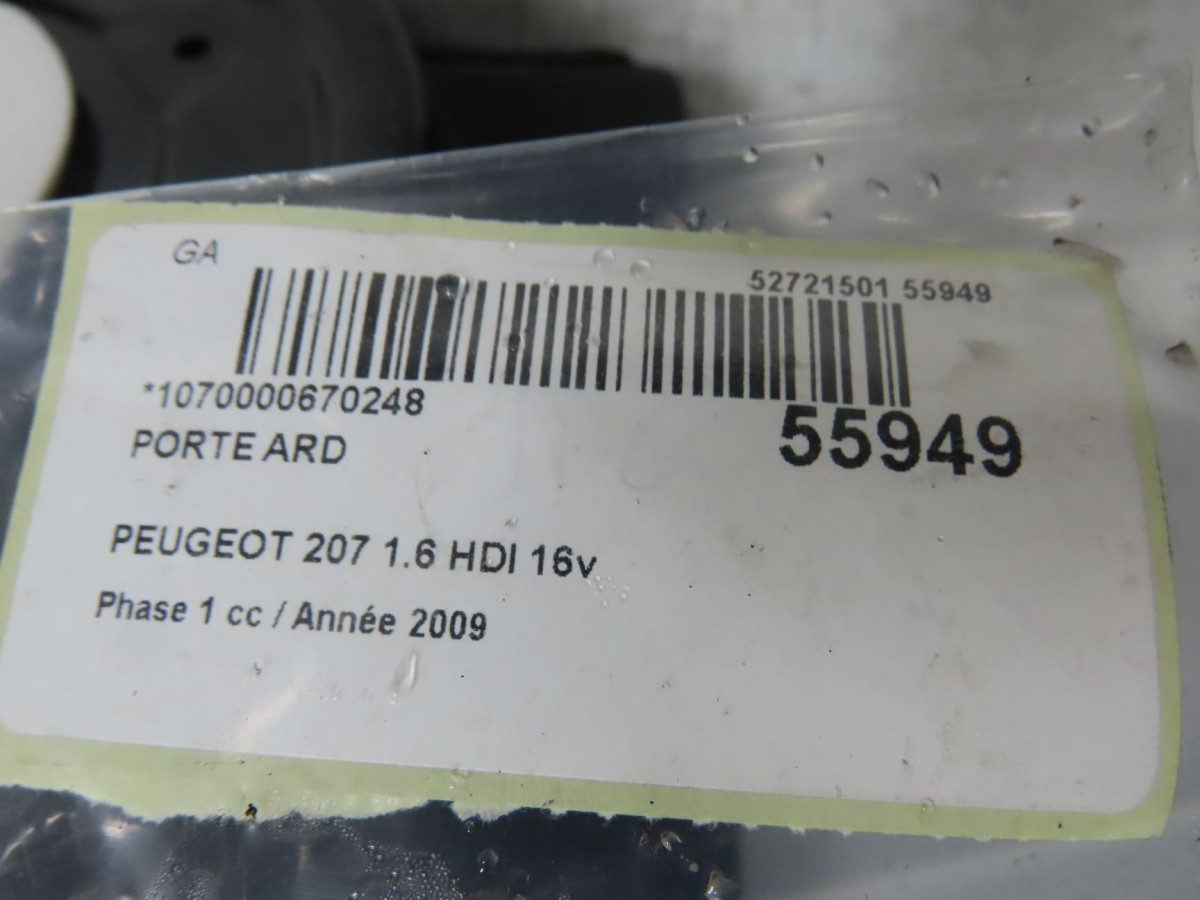 GA
52721501 55949
*1070000670248
55949
PORTE ARD
PEUGEOT 207 1.6 HDI 16v
Phase 1 cc / Année 2009